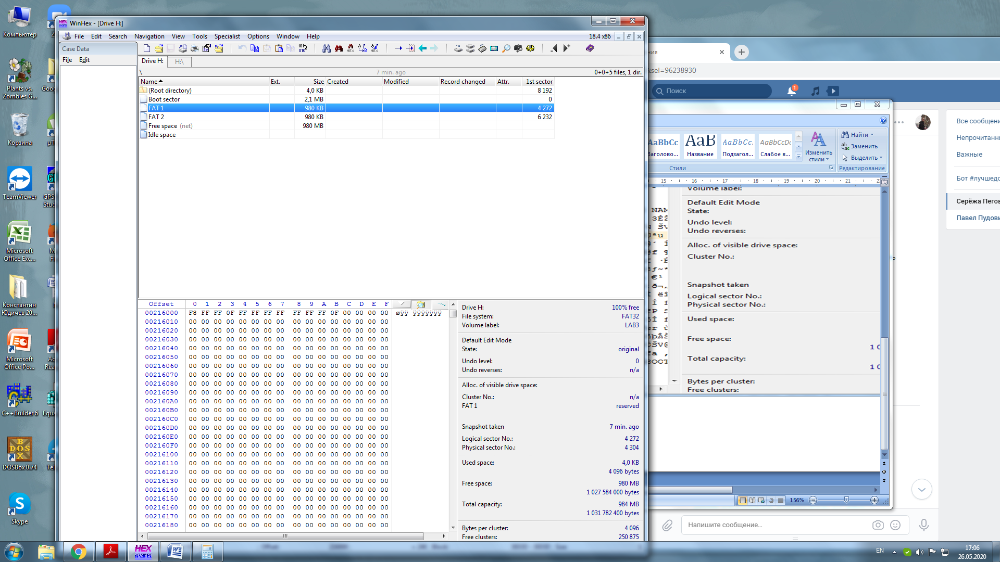 WinHex - [Drive H:]
File Edit Search Navigation View Tools Specialist Options Window Help
18.4 x86
Case Data
File Edit
Drive H: H:\
\ 7 min. ago 0+0+5 files, 1 dir.
Name Ext. Size Created Modified Record changed Attr. 1st sector
(Root directory) 4,0 KB 8 192
Boot sector 2,1 MB 0
FAT 1 980 KB 4 272
FAT 2 980 KB 6 232
Free space (net) 980 MB
Idle space
Offset 0 1 2 3 4 5 6 7 8 9 A B C D E F
00216000 F8 FF FF 0F FF FF FF FF FF FF FF 0F 00 00 00 00 øÿÿ ÿÿÿÿÿÿÿ
00216010 00 00 00 00 00 00 00 00 00 00 00 00 00 00 00 00
00216020 00 00 00 00 00 00 00 00 00 00 00 00 00 00 00 00
00216030 00 00 00 00 00 00 00 00 00 00 00 00 00 00 00 00
00216040 00 00 00 00 00 00 00 00 00 00 00 00 00 00 00 00
00216050 00 00 00 00 00 00 00 00 00 00 00 00 00 00 00 00
00216060 00 00 00 00 00 00 00 00 00 00 00 00 00 00 00 00
00216070 00 00 00 00 00 00 00 00 00 00 00 00 00 00 00 00
00216080 00 00 00 00 00 00 00 00 00 00 00 00 00 00 00 00
00216090 00 00 00 00 00 00 00 00 00 00 00 00 00 00 00 00
002160A0 00 00 00 00 00 00 00 00 00 00 00 00 00 00 00 00
002160B0 00 00 00 00 00 00 00 00 00 00 00 00 00 00 00 00
002160C0 00 00 00 00 00 00 00 00 00 00 00 00 00 00 00 00
002160D0 00 00 00 00 00 00 00 00 00 00 00 00 00 00 00 00
002160E0 00 00 00 00 00 00 00 00 00 00 00 00 00 00 00 00
002160F0 00 00 00 00 00 00 00 00 00 00 00 00 00 00 00 00
00216100 00 00 00 00 00 00 00 00 00 00 00 00 00 00 00 00
00216110 00 00 00 00 00 00 00 00 00 00 00 00 00 00 00 00
00216120 00 00 00 00 00 00 00 00 00 00 00 00 00 00 00 00
00216130 00 00 00 00 00 00 00 00 00 00 00 00 00 00 00 00
00216140 00 00 00 00 00 00 00 00 00 00 00 00 00 00 00 00
00216150 00 00 00 00 00 00 00 00 00 00 00 00 00 00 00 00
00216160 00 00 00 00 00 00 00 00 00 00 00 00 00 00 00 00
00216170 00 00 00 00 00 00 00 00 00 00 00 00 00 00 00 00
00216180 00 00 00 00 00 00 00 00 00 00 00 00 00 00 00 00
Drive H: 100% free
File system: FAT32
Volume label: LAB3
Default Edit Mode
State: original
Undo level: 0
Undo reverses: n/a
Alloc. of visible drive space:
Cluster No.: n/a
FAT 1 reserved
Snapshot taken 7 min. ago
Logical sector No.: 4 272
Physical sector No.: 4 304
Used space: 4,0 KB
4 096 bytes
Free space: 980 MB
1 027 584 000 bytes
Total capacity: 984 MB
1 031 782 400 bytes
Bytes per cluster: 4 096
Free clusters: 250 875
Компьютер
Plants vs. Zombies G...
Корзина
TeamViewer
Microsoft Office Exc...
Константин Юдичев 20...
Microsoft Office Po...
C++Builder6
DOSBox 0.74
Skype
&sel=96238930
Поиск
1
Все сообщени
Непрочитанн
Важные
Бот #лучшедо
Серёжа Пегов
Павел Пудови
AaBbCc АаВ AaBbCc. AaBbCcDc
Заголово... Название Подзагол... Слабое в...
Изменить стили
Стили
Найти
Заменить
Выделить
Редактирование
15 16 17 18 19 20 21 22
Volume label:
Default Edit Mode
State:
Undo level:
Undo reverses:
Alloc. of visible drive space:
Cluster No.:
Snapshot taken
Logical sector No.:
Physical sector No.:
Used space:
Free space:
1 0
Total capacity:
1 0
Bytes per cluster:
Free clusters:
156%
Напишите сообщение...
EN
17:06
26.05.2020